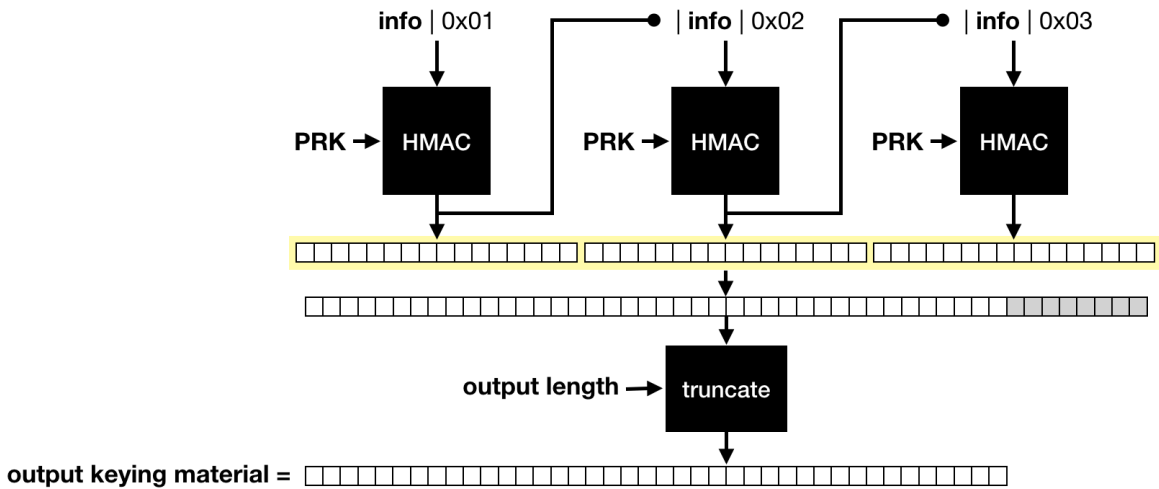 info | 0x01
| info | 0x02
| info | 0x03
PRK
HMAC
PRK
HMAC
PRK
HMAC
output length
truncate
output keying material =